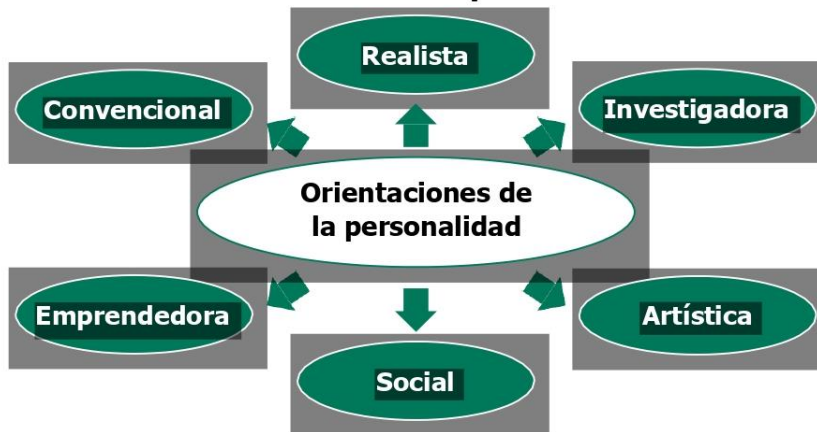 Realista
Convencional
Investigadora
Orientaciones de
la personalidad
Emprendedora
Artística
Social